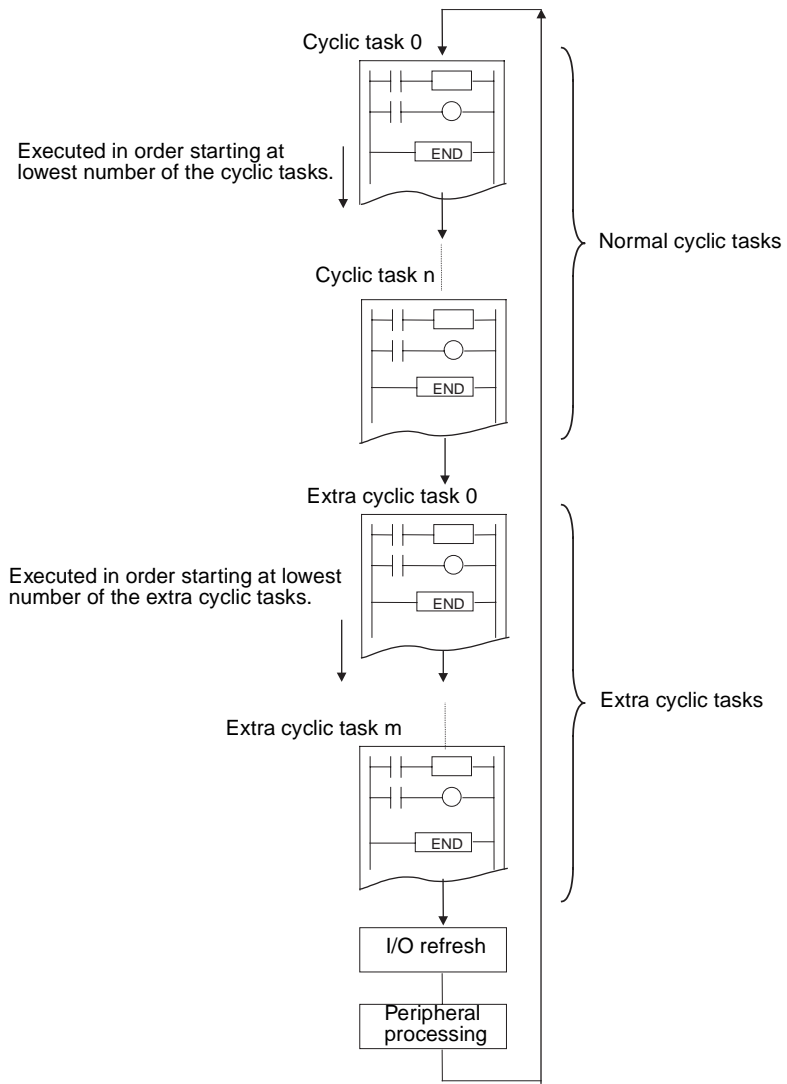 Cyclic task 0
END
Executed in order starting at
lowest number of the cyclic tasks.
Normal cyclic tasks
Cyclic task n
END
Extra cyclic task 0
Executed in order starting at lowest
number of the extra cyclic tasks.
END
Extra cyclic tasks
Extra cyclic task m
END
I/O refresh
Peripheral
processing